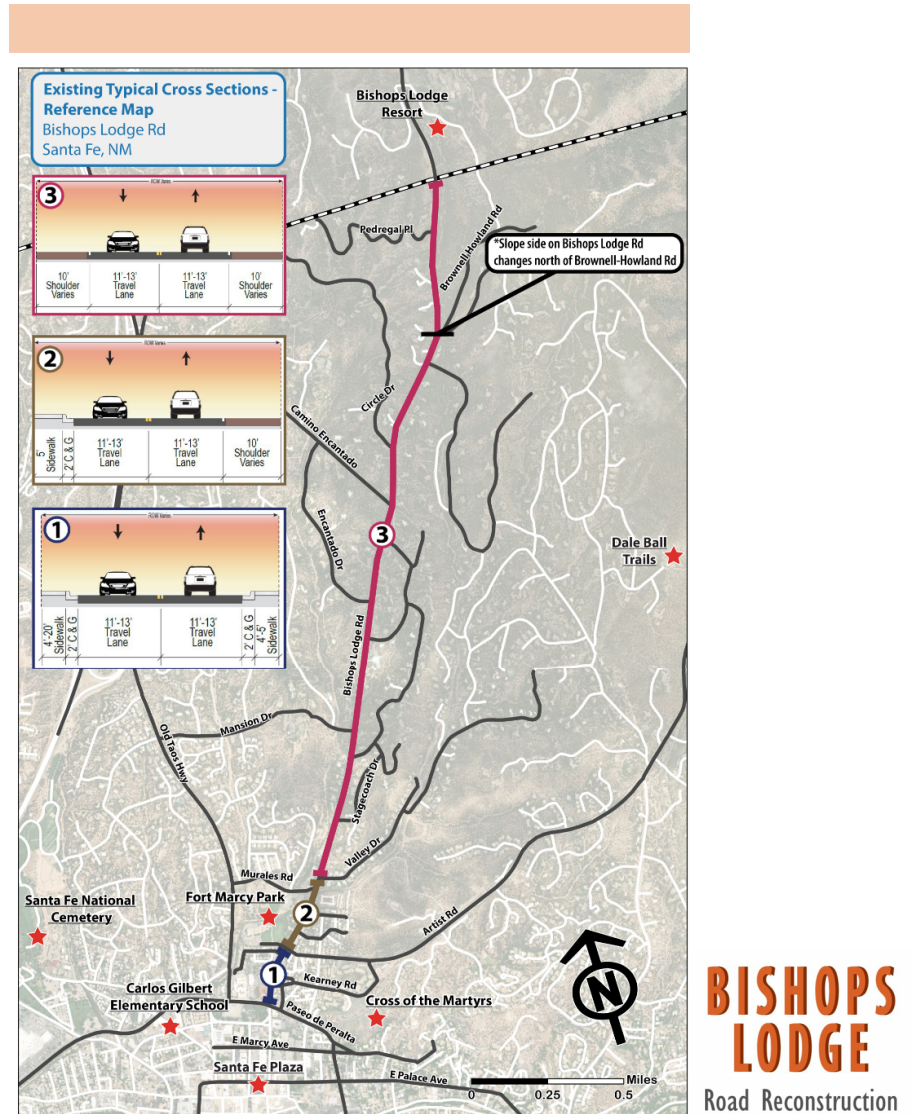 Existing Typical Cross Sections -
Reference Map
Bishops Lodge Rd
Santa Fe, NM
3
ROW Varies
10'
Shoulder
Varies
11'-13'
Travel
Lane
11'-13'
Travel
Lane
10'
Shoulder
Varies
2
ROW Varies
5'
Sidewalk
2' C & G
11'-13'
Travel
Lane
11'-13'
Travel
Lane
10'
Shoulder
Varies
1
ROW Varies
4'-20'
Sidewalk
2' C & G
11'-13'
Travel
Lane
11'-13'
Travel
Lane
2' C & G
4'-5'
Sidewalk
Bishops Lodge
Resort
Pedregal Pl
Brownell Howland Rd
*Slope side on Bishops Lodge Rd
changes north of Brownell-Howland Rd
Circle Dr
Camino Encantado
Encantado Dr
3
Dale Ball
Trails
Bishops Lodge Rd
Mansion Dr
Old Taos Hwy
Stagecoach Dr
Valley Dr
Murales Rd
Fort Marcy Park
2
Santa Fe National
Cemetery
Artist Rd
1
Kearney Rd
Carlos Gilbert
Elementary School
Cross of the Martyrs
Paseo de Peralta
E Marcy Ave
Santa Fe Plaza
E Palace Ave
N
Miles
0
0.25
0.5
BISHOPS
LODGE
Road Reconstruction